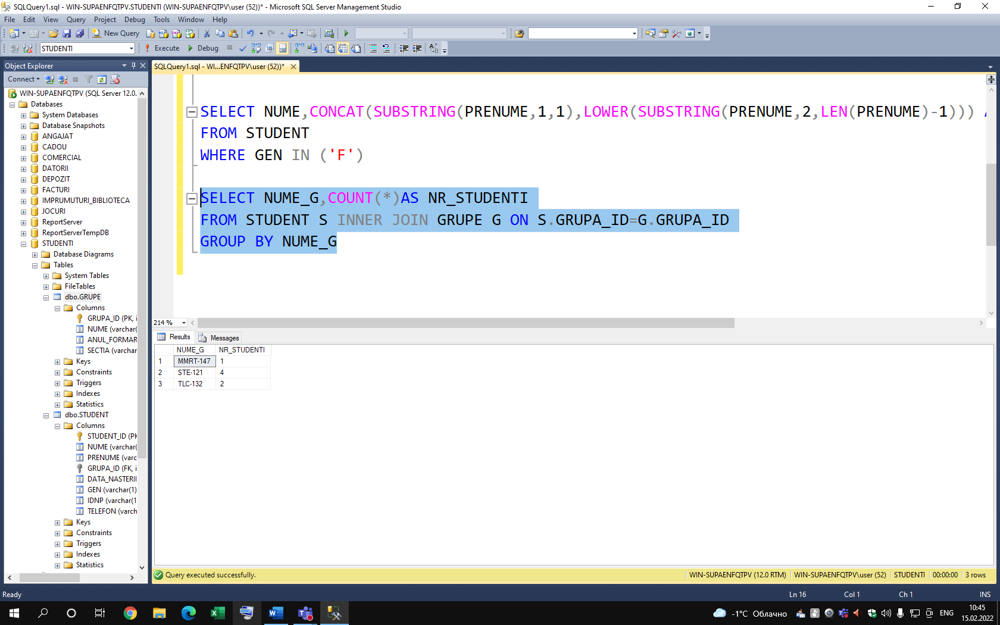 SQLQuery1.sql - WIN-SUPAENFQTPV.STUDENTI (WIN-SUPAENFQTPV\user (52))* - Microsoft SQL Server Management Studio
File Edit View Query Project Debug Tools Window Help
New Query
STUDENTI Execute Debug
Object Explorer
Connect
WIN-SUPAENFQTPV (SQL Server 12.0.
Databases
System Databases
Database Snapshots
ANGAJAT
CADOU
COMERCIAL
DATORII
DEPOZIT
FACTURI
IMPRUMUTURI_BIBLIOTECA
JOCURI
ReportServer
ReportServerTempDB
STUDENTI
Database Diagrams
Tables
System Tables
FileTables
dbo.GRUPE
Columns
GRUPA_ID (PK, i
NUME (varchar(
ANUL_FORMAR
SECTIA (varchar
Keys
Constraints
Triggers
Indexes
Statistics
dbo.STUDENT
Columns
STUDENT_ID (PK
NUME (varchar(
PRENUME (varc
GRUPA_ID (FK, i
DATA_NASTERII
GEN (varchar(1)
IDNP (varchar(1
TELEFON (varch
Keys
Constraints
Triggers
Indexes
Statistics
SQLQuery1.sql - WI...ENFQTPV\user (52))*
SELECT NUME,CONCAT(SUBSTRING(PRENUME,1,1),LOWER(SUBSTRING(PRENUME,2,LEN(PRENUME)-1)))
FROM STUDENT
WHERE GEN IN ('F')
SELECT NUME_G,COUNT(*)AS NR_STUDENTI
FROM STUDENT S INNER JOIN GRUPE G ON S.GRUPA_ID=G.GRUPA_ID
GROUP BY NUME_G
214 %
Results Messages
NUME_G NR_STUDENTI
1 MMRT-147 1
2 STE-121 4
3 TLC-132 2
Query executed successfully. WIN-SUPAENFQTPV (12.0 RTM) WIN-SUPAENFQTPV\user (52) STUDENTI 00:00:00 3 rows
Ready Ln 16 Col 1 Ch 1 INS
-1°C Облачно ENG 10:45
15.02.2022